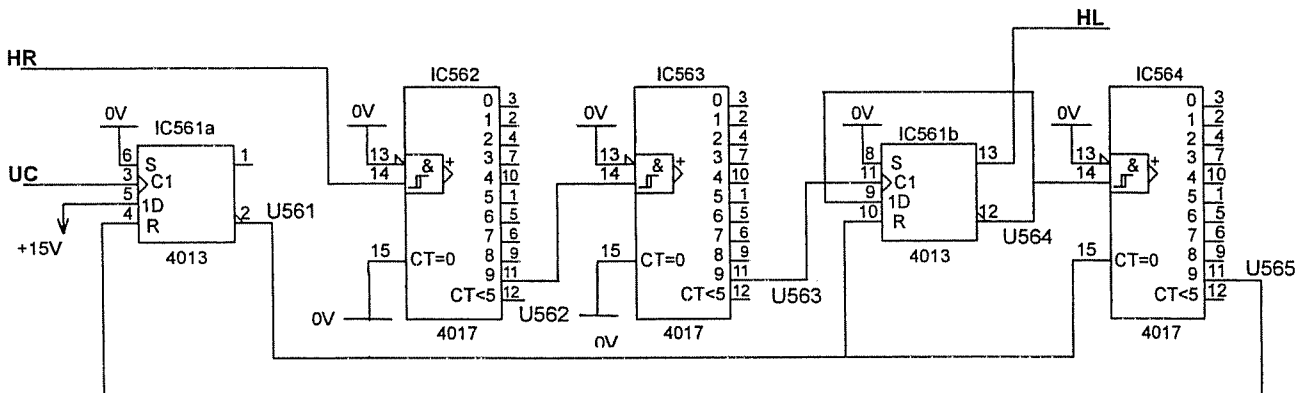 HR
HL
UC
0V
IC561a
6
3
5
4
S
C1
1D
R
1
2
U561
+15V
4013
IC562
0V
13
14
&
+
15
CT=0
0V
0 3
1 2
2 4
3 7
4 10
5 1
6 5
7 6
8 9
9 11
CT<5 12
U562
4017
IC563
0V
13
14
&
+
15
CT=0
0V
0 3
1 2
2 4
3 7
4 10
5 1
6 5
7 6
8 9
9 11
CT<5 12
U563
4017
0V
IC561b
8
11
9
10
S
C1
1D
R
13
12
U564
4013
IC564
0V
13
14
&
+
15
CT=0
0 3
1 2
2 4
3 7
4 10
5 1
6 5
7 6
8 9
9 11
CT<5 12
U565
4017